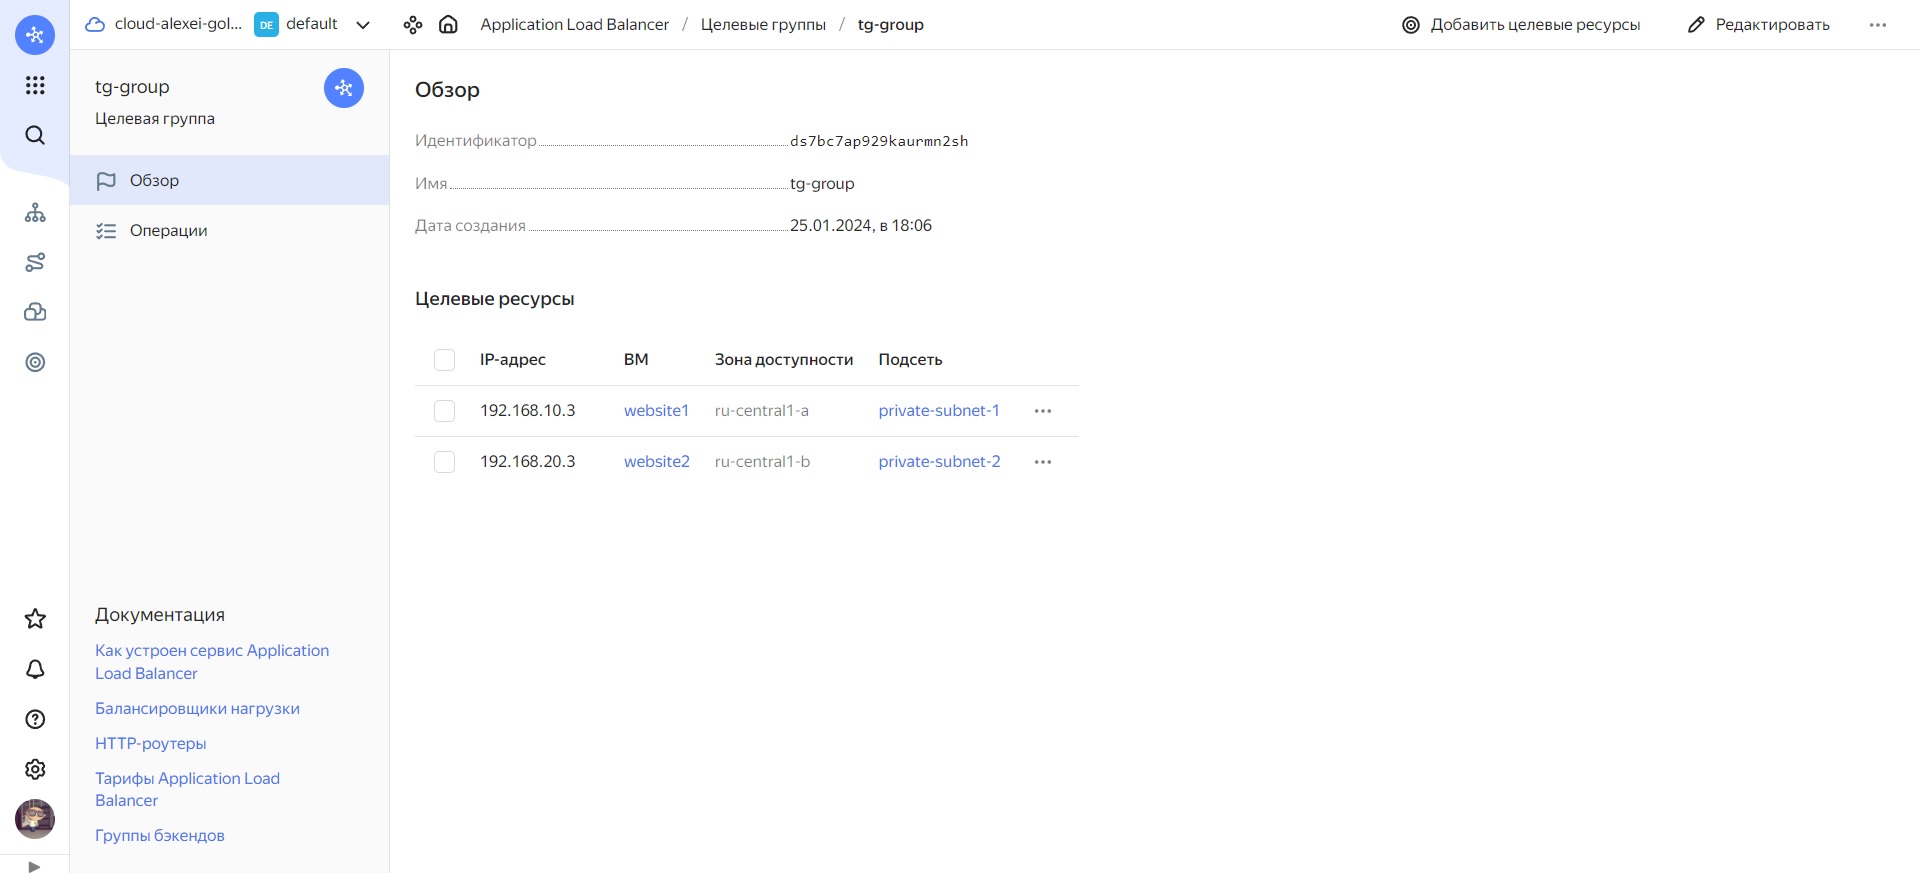 cloud-alexei-gol... DE default
Application Load Balancer / Целевые группы / tg-group
Добавить целевые ресурсы
Редактировать
tg-group
Целевая группа
Обзор
Операции
Документация
Как устроен сервис Application
Load Balancer
Балансировщики нагрузки
HTTP-роутеры
Тарифы Application Load
Balancer
Группы бэкендов
Обзор
Идентификатор ds7bc7ap929kaurmn2sh
Имя tg-group
Дата создания 25.01.2024, в 18:06
Целевые ресурсы
IP-адрес ВМ Зона доступности Подсеть
192.168.10.3 website1 ru-central1-a private-subnet-1
192.168.20.3 website2 ru-central1-b private-subnet-2